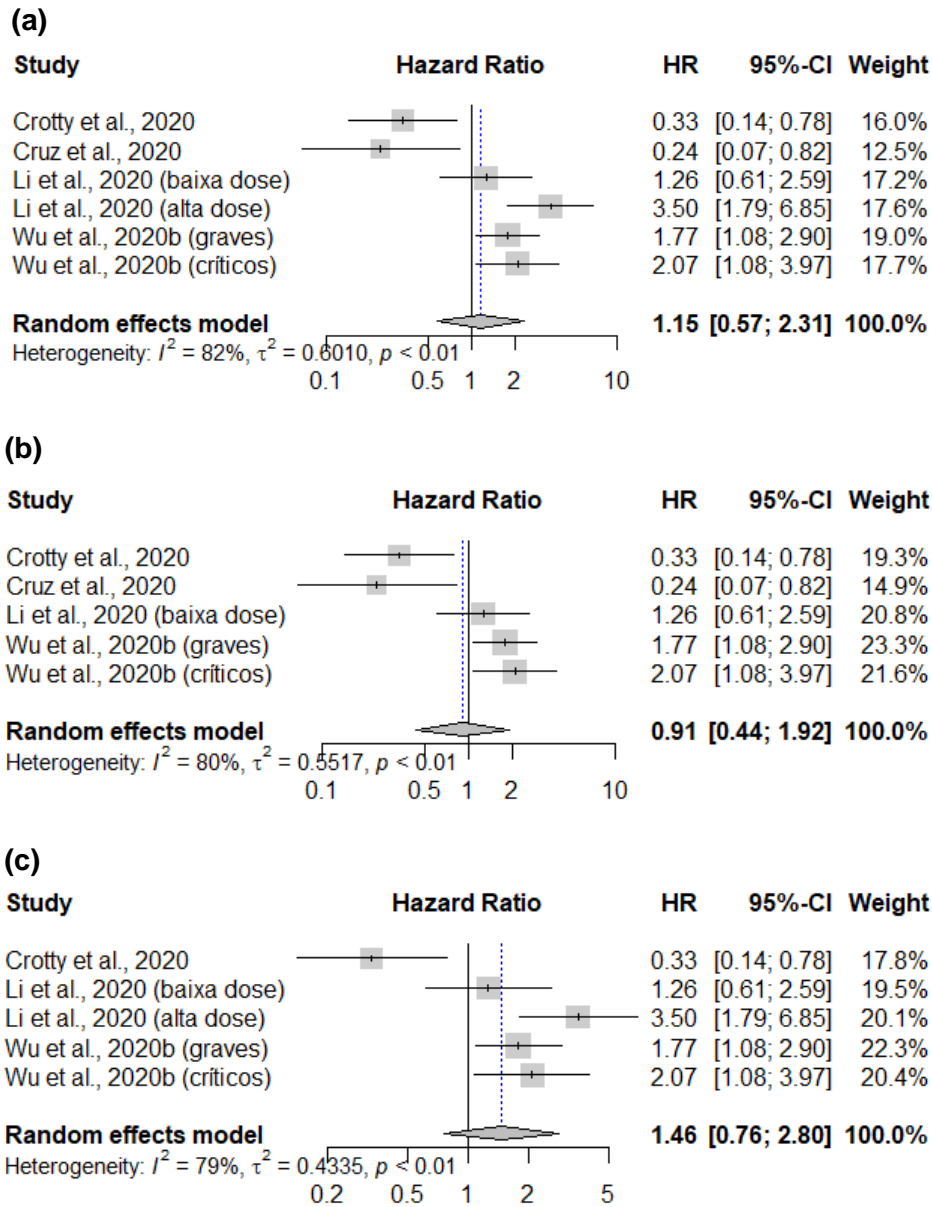 (a)
Study Hazard Ratio HR 95%-CI Weight
Crotty et al., 2020 0.33 [0.14; 0.78] 16.0%
Cruz et al., 2020 0.24 [0.07; 0.82] 12.5%
Li et al., 2020 (baixa dose) 1.26 [0.61; 2.59] 17.2%
Li et al., 2020 (alta dose) 3.50 [1.79; 6.85] 17.6%
Wu et al., 2020b (graves) 1.77 [1.08; 2.90] 19.0%
Wu et al., 2020b (críticos) 2.07 [1.08; 3.97] 17.7%
Random effects model 1.15 [0.57; 2.31] 100.0%
Heterogeneity: I² = 82%, τ² = 0.6010, p < 0.01
0.1 0.5 1 2 10
(b)
Study Hazard Ratio HR 95%-CI Weight
Crotty et al., 2020 0.33 [0.14; 0.78] 19.3%
Cruz et al., 2020 0.24 [0.07; 0.82] 14.9%
Li et al., 2020 (baixa dose) 1.26 [0.61; 2.59] 20.8%
Wu et al., 2020b (graves) 1.77 [1.08; 2.90] 23.3%
Wu et al., 2020b (críticos) 2.07 [1.08; 3.97] 21.6%
Random effects model 0.91 [0.44; 1.92] 100.0%
Heterogeneity: I² = 80%, τ² = 0.5517, p < 0.01
0.1 0.5 1 2 10
(c)
Study Hazard Ratio HR 95%-CI Weight
Crotty et al., 2020 0.33 [0.14; 0.78] 17.8%
Li et al., 2020 (baixa dose) 1.26 [0.61; 2.59] 19.5%
Li et al., 2020 (alta dose) 3.50 [1.79; 6.85] 20.1%
Wu et al., 2020b (graves) 1.77 [1.08; 2.90] 22.3%
Wu et al., 2020b (críticos) 2.07 [1.08; 3.97] 20.4%
Random effects model 1.46 [0.76; 2.80] 100.0%
Heterogeneity: I² = 79%, τ² = 0.4335, p < 0.01
0.2 0.5 1 2 5